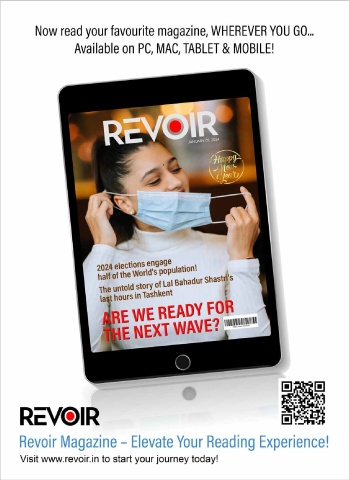 Now read your favourite magazine, WHEREVER YOU GO...
Available on PC, MAC, TABLET & MOBILE!
REVOIR
Happy
New Year
2024 elections engage
half of the World's population!
The untold story of Lal Bahadur Shastri's
last hours in Tashkent
ARE WE READY FOR
THE NEXT WAVE?
REVOIR
Revoir Magazine – Elevate Your Reading Experience!
Visit www.revoir.in to start your journey today!